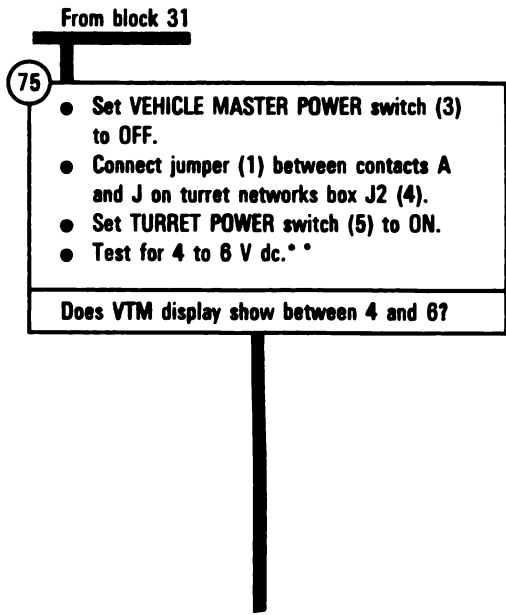 From block 31
75
● Set VEHICLE MASTER POWER switch (3)
to OFF.
● Connect jumper (1) between contacts A
and J on turret networks box J2 (4).
● Set TURRET POWER switch (5) to ON.
● Test for 4 to 6 V dc.* *
Does VTM display show between 4 and 6?